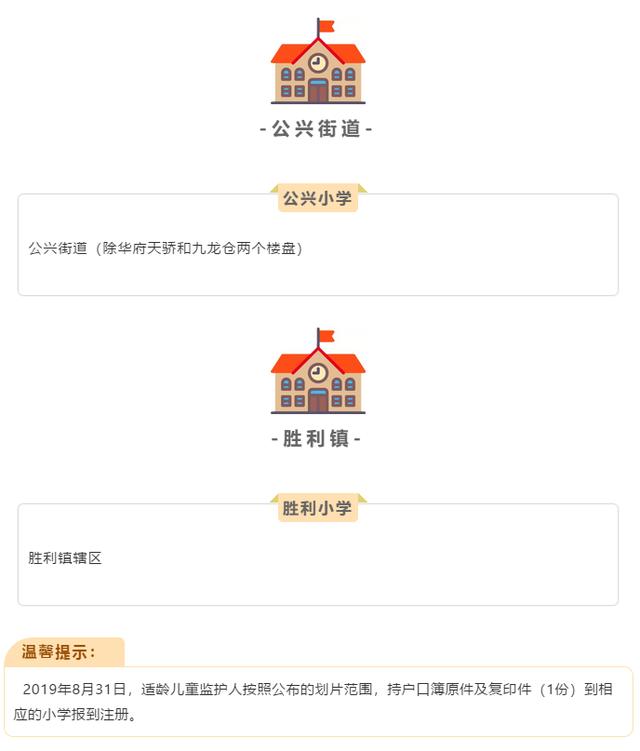 -公兴街道-
公兴小学
公兴街道（除华府天骄和九龙仓两个楼盘）
-胜利镇-
胜利小学
胜利镇辖区
温馨提示：
2019年8月31日，适龄儿童监护人按照公布的划片范围，持户口簿原件及复印件（1份）到相
应的小学报到注册。